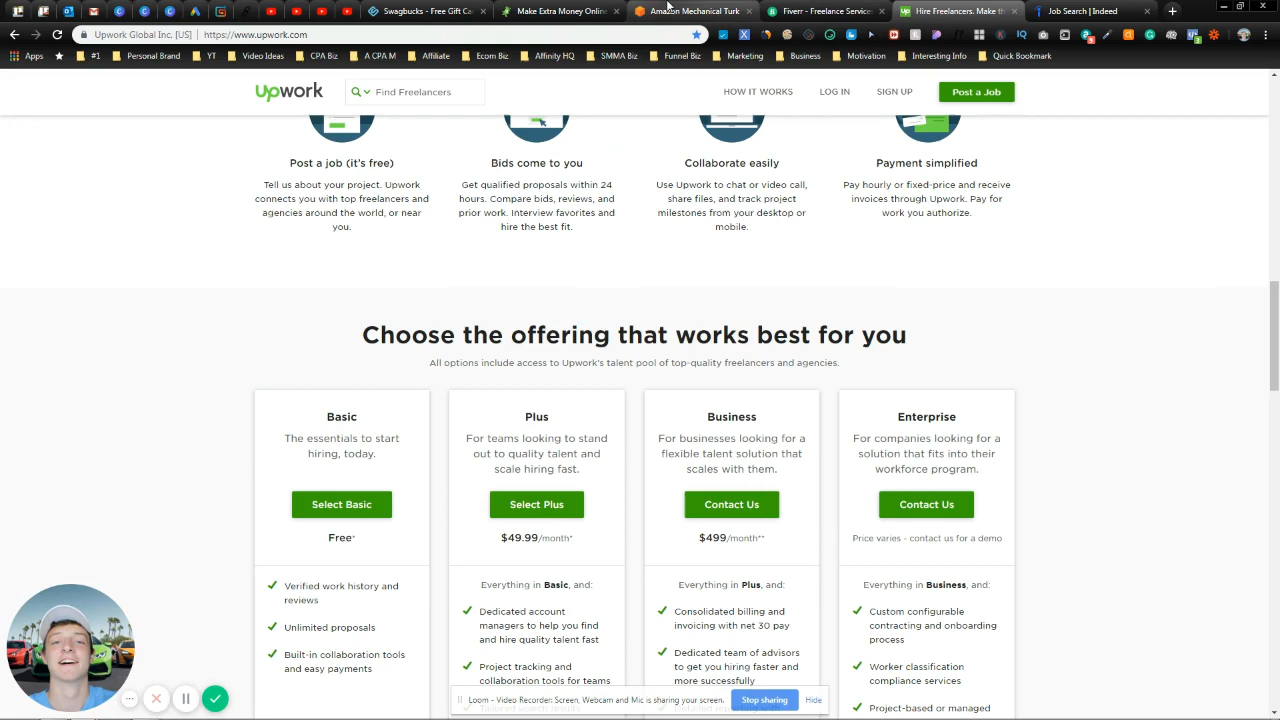 Swagbucks - Free Gift Ca
Make Extra Money Online
Amazon Mechanical Turk
Fiverr - Freelance Services
Hire Freelancers. Make th
Job Search | Indeed
Upwork Global Inc. [US] | https://www.upwork.com
Apps
#1
Personal Brand
YT
Video Ideas
CPA Biz
A CPA M
Affiliate
Ecom Biz
Affinity HQ
SMMA Biz
Funnel Biz
Marketing
Business
Motivation
Interesting Info
Quick Bookmark
upwork
Find Freelancers
HOW IT WORKS
LOG IN
SIGN UP
Post a Job
Post a job (it's free)
Tell us about your project. Upwork
connects you with top freelancers and
agencies around the world, or near
you.
Bids come to you
Get qualified proposals within 24
hours. Compare bids, reviews, and
prior work. Interview favorites and
hire the best fit.
Collaborate easily
Use Upwork to chat or video call,
share files, and track project
milestones from your desktop or
mobile.
Payment simplified
Pay hourly or fixed-price and receive
invoices through Upwork. Pay for
work you authorize.
Choose the offering that works best for you
All options include access to Upwork's talent pool of top-quality freelancers and agencies.
Basic
The essentials to start
hiring, today.
Select Basic
Free*
Verified work history and
reviews
Unlimited proposals
Built-in collaboration tools
and easy payments
Plus
For teams looking to stand
out to quality talent and
scale hiring fast.
Select Plus
$49.99/month*
Everything in Basic, and:
Dedicated account
managers to help you find
and hire quality talent fast
Project tracking and
collaboration tools for teams
Business
For businesses looking for a
flexible talent solution that
scales with them.
Contact Us
$499/month**
Everything in Plus, and:
Consolidated billing and
invoicing with net 30 pay
Dedicated team of advisors
to get you hiring faster and
more successfully
Enterprise
For companies looking for a
solution that fits into their
workforce program.
Contact Us
Price varies - contact us for a demo
Everything in Business, and:
Custom configurable
contracting and onboarding
process
Worker classification
compliance services
Project-based or managed
Loom - Video Recorder: Screen, Webcam and Mic is sharing your screen.
Stop sharing
Hide